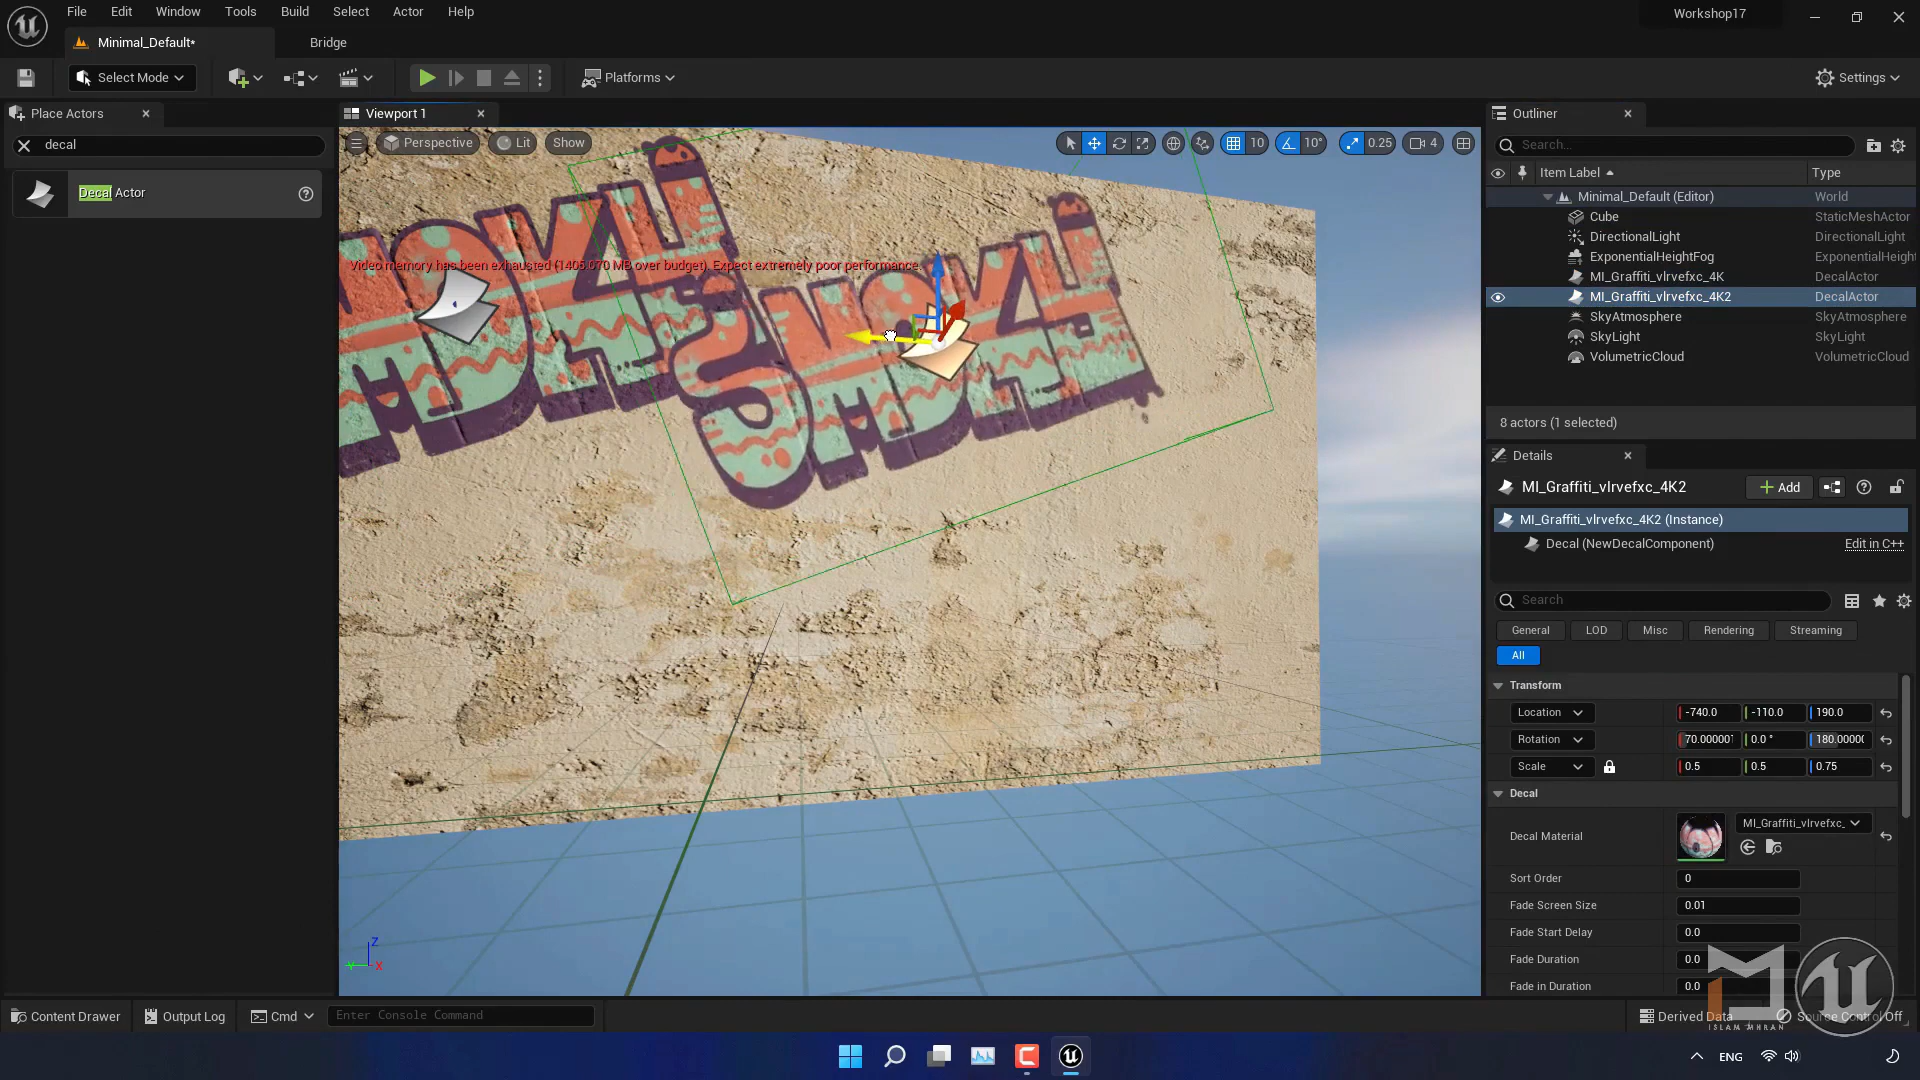 File Edit Window Tools Build Select Actor Help
Workshop17
Minimal_Default*
Bridge
Select Mode
Platforms
Settings
Place Actors
decal
Decal Actor
Viewport 1
Perspective
Lit
Show
10
10°
0.25
4
Video memory has been exhausted (1405.070 MB over budget). Expect extremely poor performance.
Z
Y
X
Outliner
Search...
Item Label
Type
Minimal_Default (Editor) World
Cube StaticMeshActor
DirectionalLight DirectionalLight
ExponentialHeightFog ExponentialHeight
MI_Graffiti_vlrvefxc_4K DecalActor
MI_Graffiti_vlrvefxc_4K2 DecalActor
SkyAtmosphere SkyAtmosphere
SkyLight SkyLight
VolumetricCloud VolumetricCloud
8 actors (1 selected)
Details
MI_Graffiti_vlrvefxc_4K2
Add
MI_Graffiti_vlrvefxc_4K2 (Instance)
Decal (NewDecalComponent) Edit in C++
Search
General LOD Misc Rendering Streaming
All
Transform
Location -740.0 -110.0 190.0
Rotation 70.00000 0.0 ° 180.00000
Scale 0.5 0.5 0.75
Decal
Decal Material MI_Graffiti_vlrvefxc_
Sort Order 0
Fade Screen Size 0.01
Fade Start Delay 0.0
Fade Duration 0.0
Fade in Duration 0.0
Content Drawer
Output Log
Cmd
Enter Console Command
Derived Data
Source Control Off
ENG